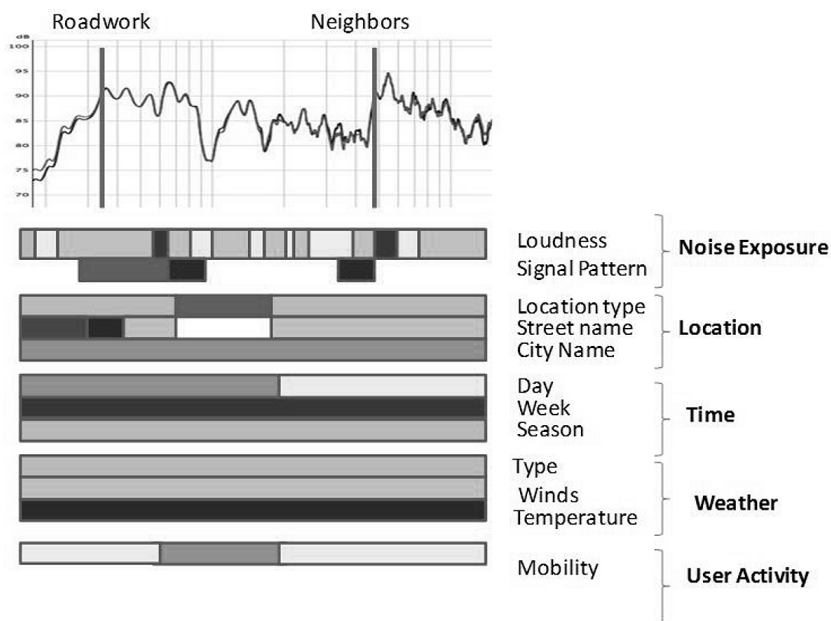 Roadwork Neighbors
dB
100
95
90
85
80
75
70
Loudness
Signal Pattern
Noise Exposure
Location type
Street name
City Name
Location
Day
Week
Season
Time
Type
Winds
Temperature
Weather
Mobility
User Activity